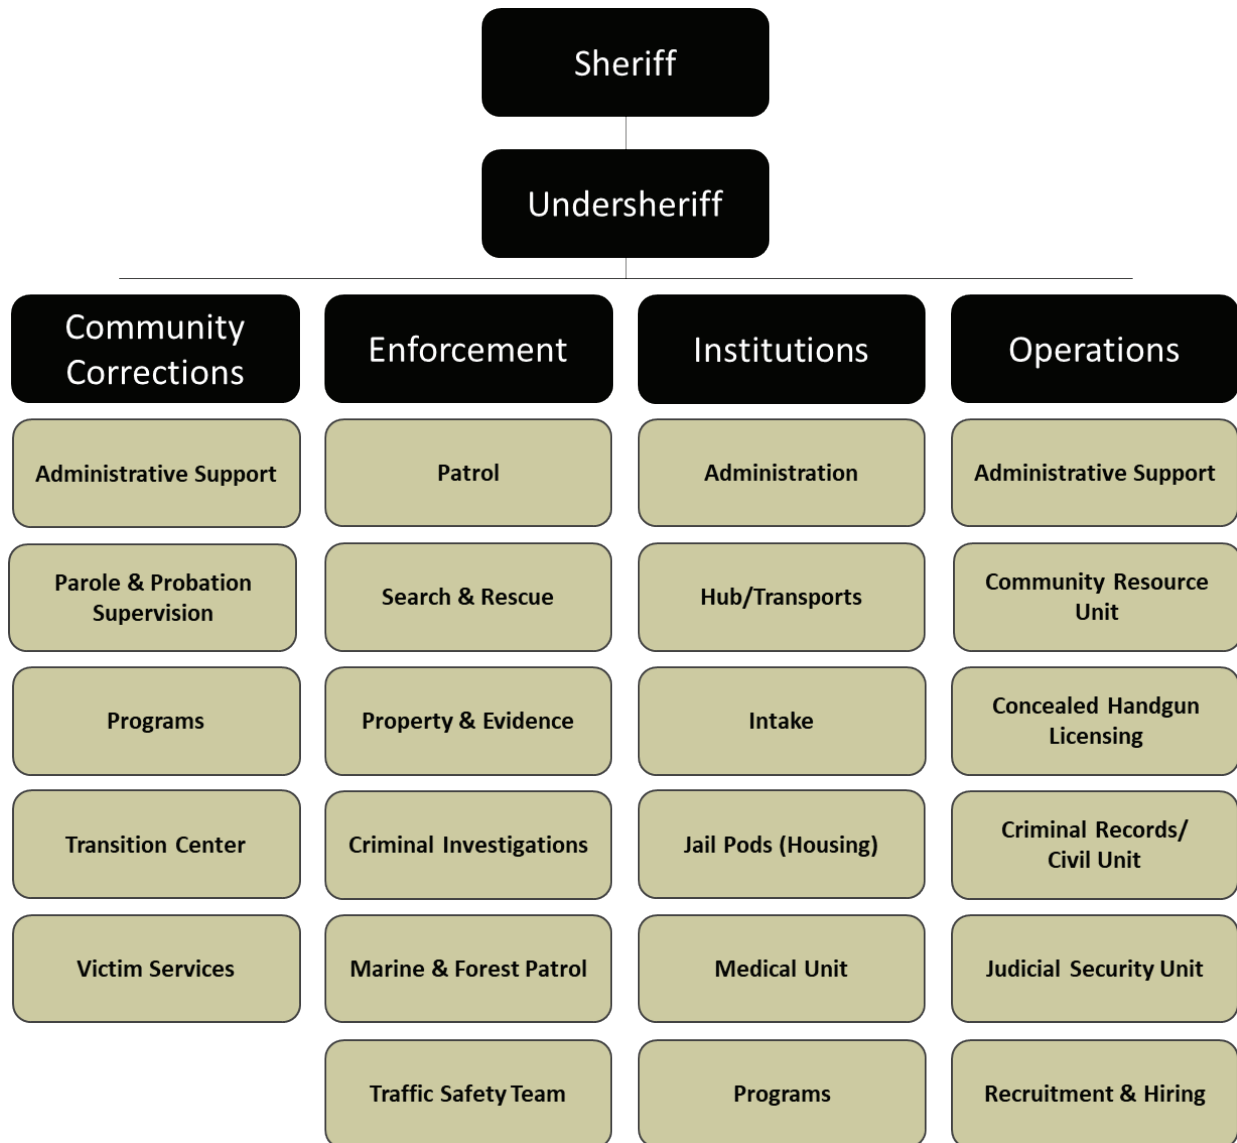 Sheriff
Undersheriff
Community
Corrections
Enforcement
Institutions
Operations
Administrative Support
Patrol
Administration
Administrative Support
Parole & Probation
Supervision
Search & Rescue
Hub/Transports
Community Resource
Unit
Programs
Property & Evidence
Intake
Concealed Handgun
Licensing
Transition Center
Criminal Investigations
Jail Pods (Housing)
Criminal Records/
Civil Unit
Victim Services
Marine & Forest Patrol
Medical Unit
Judicial Security Unit
Traffic Safety Team
Programs
Recruitment & Hiring